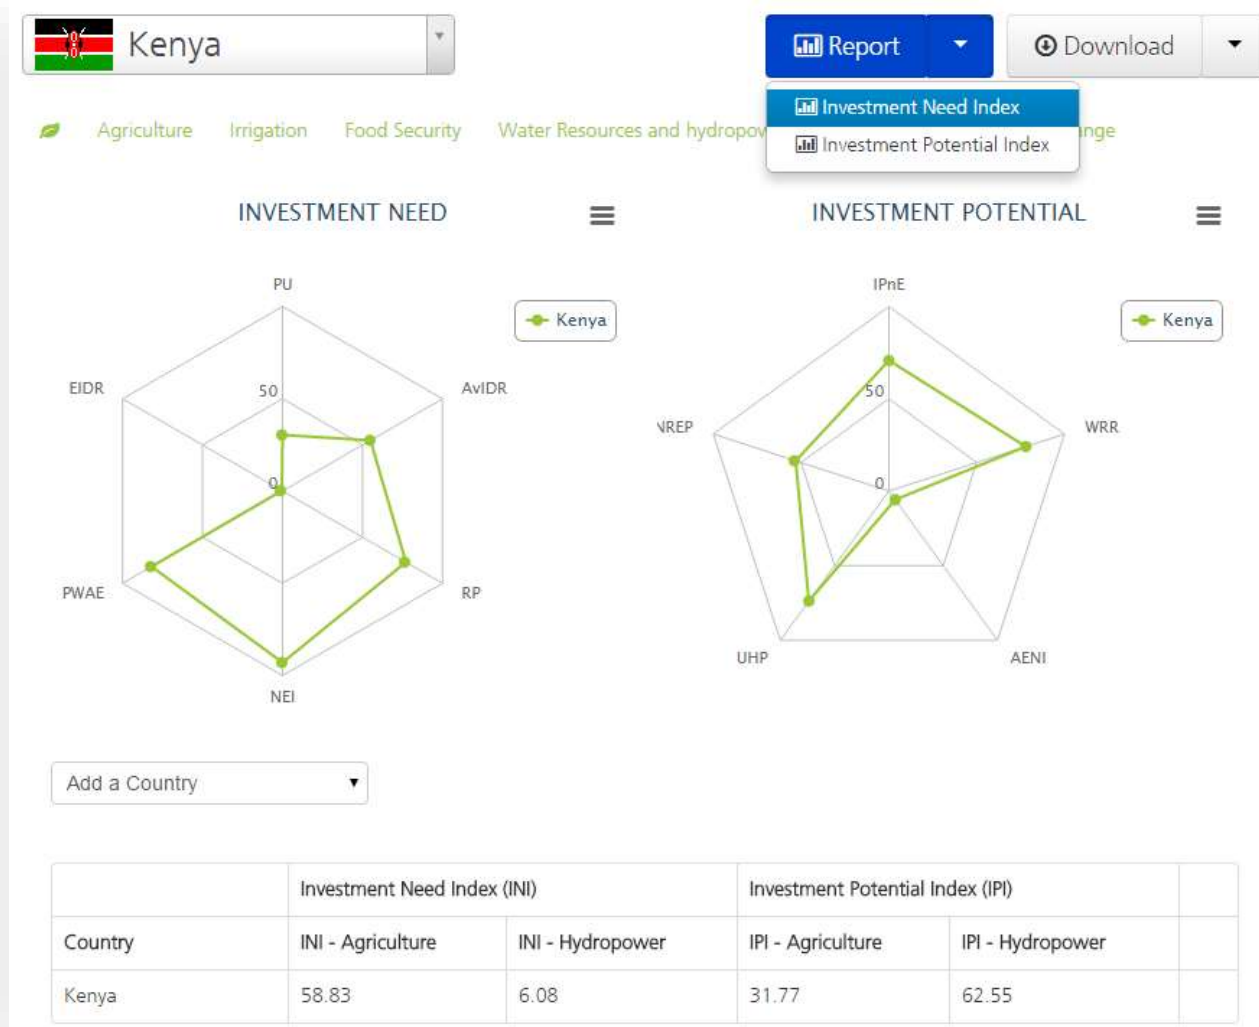 Kenya
Report
Download
Investment Need Index
Investment Potential Index
Agriculture Irrigation Food Security Water Resources and
INVESTMENT NEED
INVESTMENT POTENTIAL
PU
Kenya
EIDR
50
AvIDR
0
PWAE
RP
NEI
IPnE
Kenya
50
NREP
WRR
0
UHP
AENI
Add a Country
Investment Need Index (INI) Investment Potential Index (IPI)
Country INI - Agriculture INI - Hydropower IPI - Agriculture IPI - Hydropower
Kenya 58.83 6.08 31.77 62.55